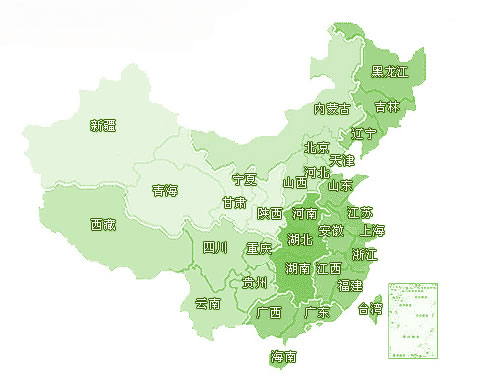 黑龙江
内蒙古
吉林
新疆
辽宁
北京
天津
河北
宁夏
山西
山东
青海
甘肃
陕西
河南
江苏
西藏
安徽
上海
湖北
四川
重庆
浙江
湖南
江西
贵州
福建
云南
台湾
广西
广东
海南